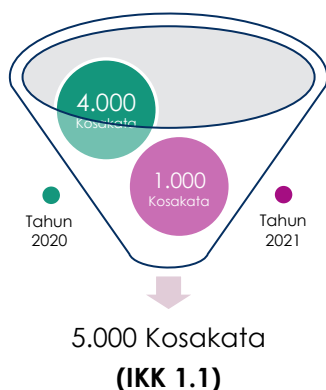 4.000
Kosakata
1.000
Kosakata
Tahun
2020
Tahun
2021
5.000 Kosakata
(IKK 1.1)